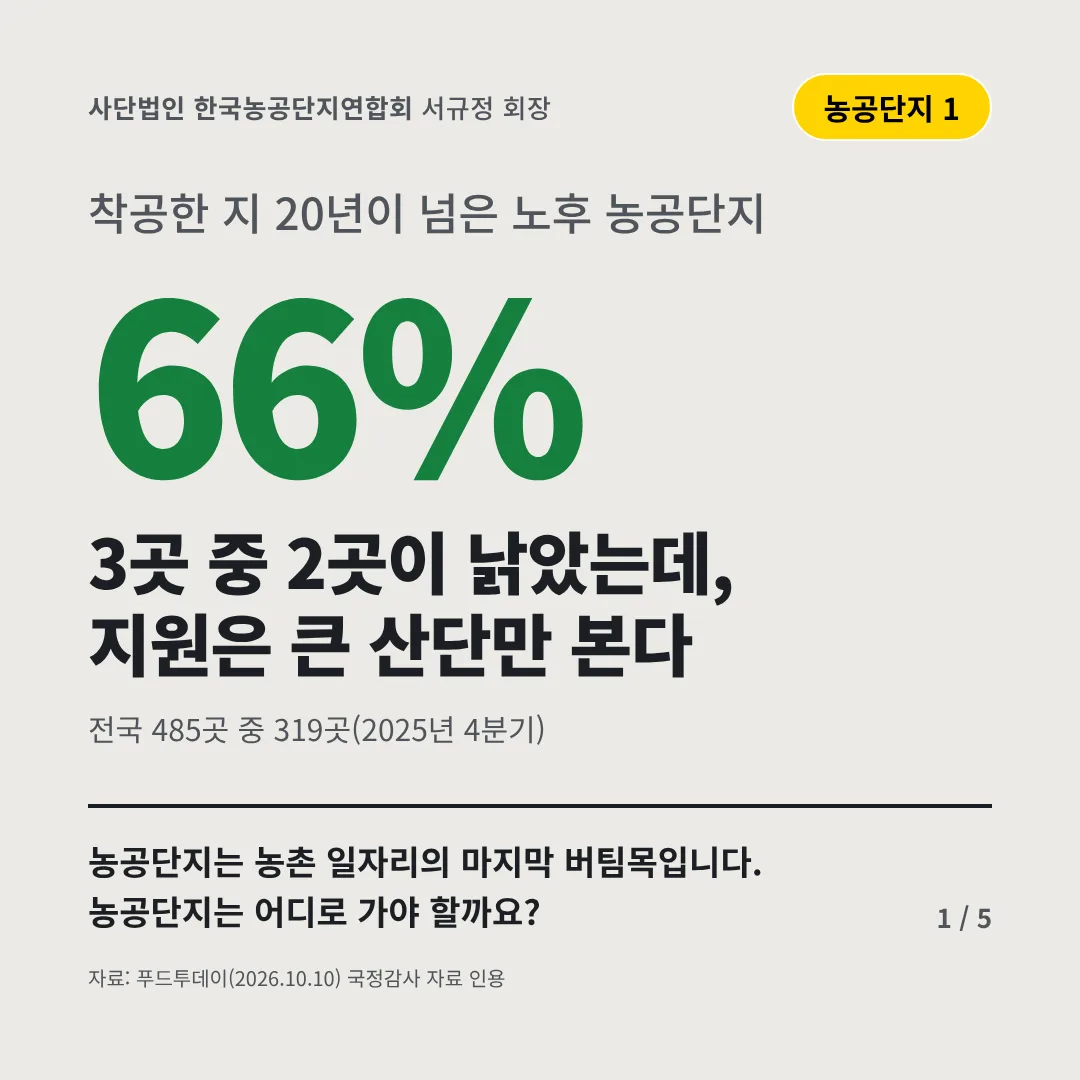 사단법인 한국농공단지연합회 서규정 회장
농공단지 1
착공한 지 20년이 넘은 노후 농공단지
66%
3곳 중 2곳이 낡았는데,
지원은 큰 산단만 본다
전국 485곳 중 319곳(2025년 4분기)
농공단지는 농촌 일자리의 마지막 버팀목입니다.
농공단지는 어디로 가야 할까요?
1 / 5
자료: 푸드투데이(2026.10.10) 국정감사 자료 인용